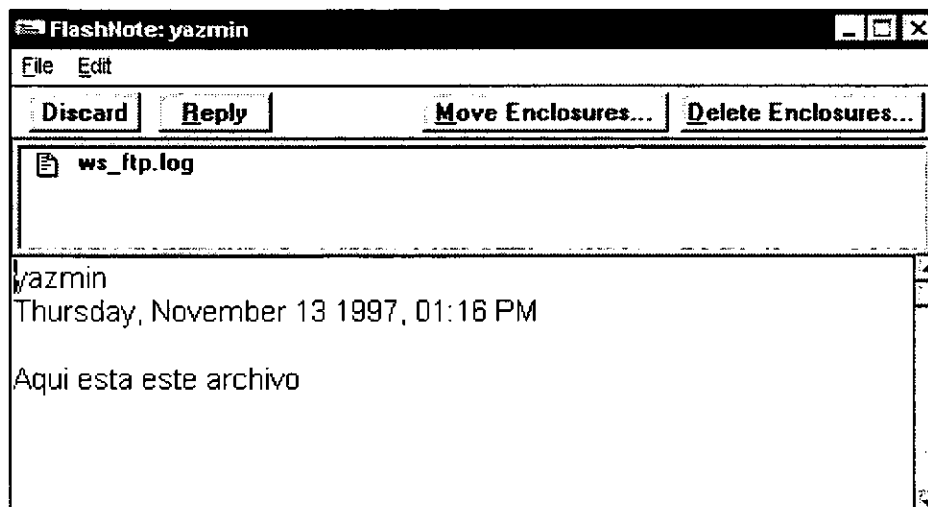 FlashNote: yazmin
File Edit
Discard Reply Move Enclosures... Delete Enclosures...
ws_ftp.log
yazmin
Thursday, November 13 1997, 01:16 PM
Aqui esta este archivo